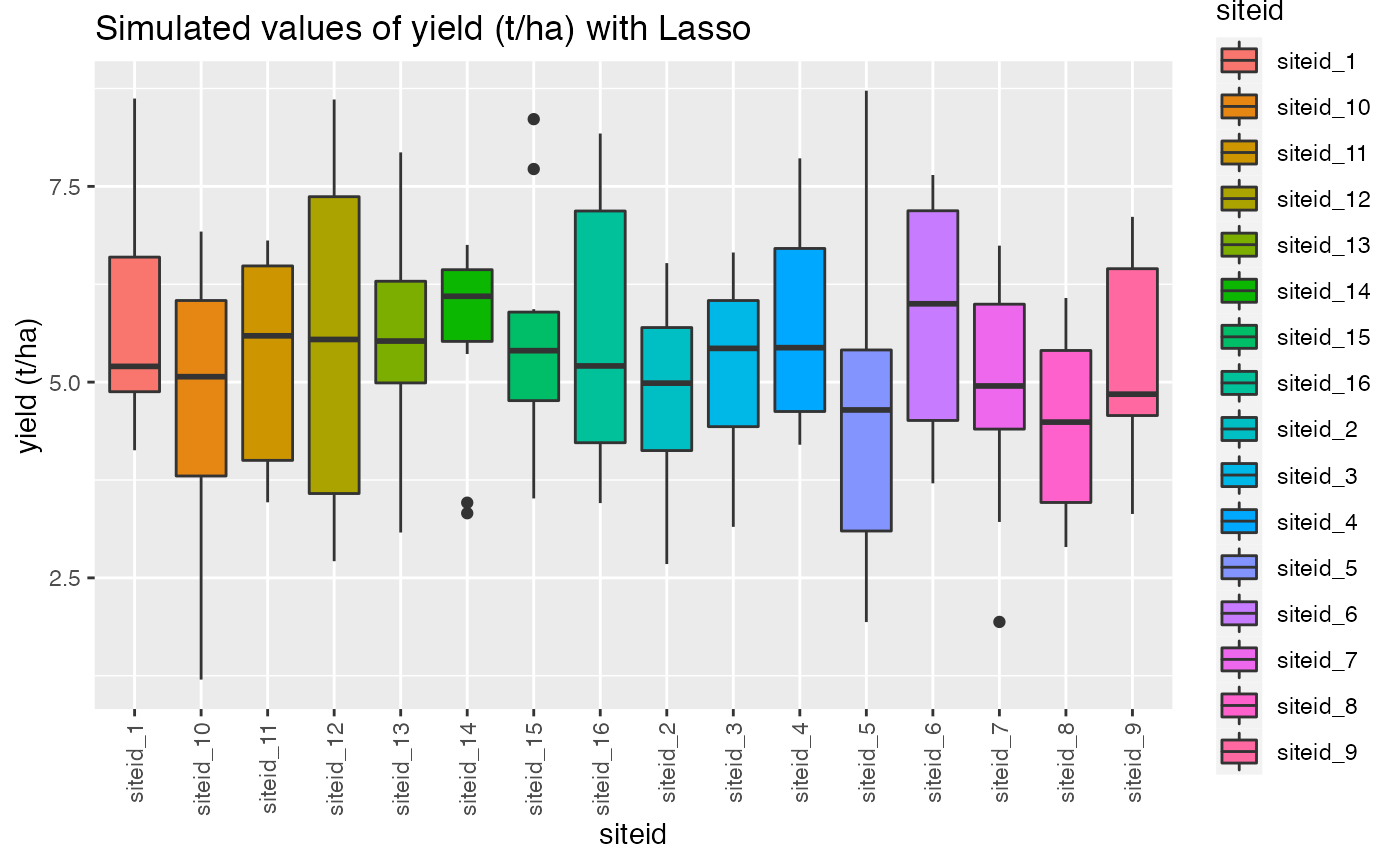 Simulated values of yield (t/ha) with Lasso
yield (t/ha)
7.5
5.0
2.5
siteid_1
siteid_10
siteid_11
siteid_12
siteid_13
siteid_14
siteid_15
siteid_16
siteid_2
siteid_3
siteid_4
siteid_5
siteid_6
siteid_7
siteid_8
siteid_9
siteid
siteid
siteid_1
siteid_10
siteid_11
siteid_12
siteid_13
siteid_14
siteid_15
siteid_16
siteid_2
siteid_3
siteid_4
siteid_5
siteid_6
siteid_7
siteid_8
siteid_9